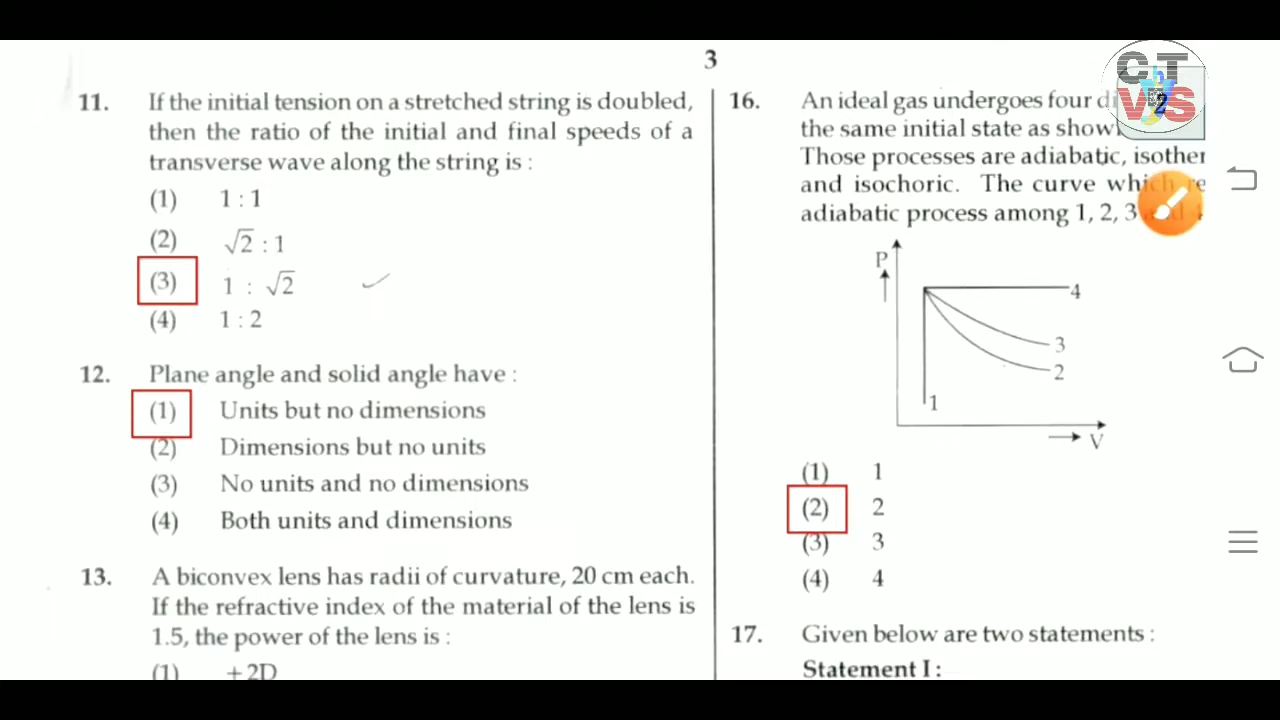 3
11. If the initial tension on a stretched string is doubled,
then the ratio of the initial and final speeds of a
transverse wave along the string is :
(1) 1 : 1
(2) √2 : 1
(3) 1 : √2
(4) 1 : 2
12. Plane angle and solid angle have :
(1) Units but no dimensions
(2) Dimensions but no units
(3) No units and no dimensions
(4) Both units and dimensions
13. A biconvex lens has radii of curvature, 20 cm each.
If the refractive index of the material of the lens is
1.5, the power of the lens is :
(1) +2D
16. An ideal gas undergoes four
the same initial state as
Those processes are adiabatic,
and isochoric. The curve
adiabatic process among 1, 2, 3
P
4
3
2
1
V
(1) 1
(2) 2
(3) 3
(4) 4
17. Given below are two statements :
Statement I :
CT
VS
2